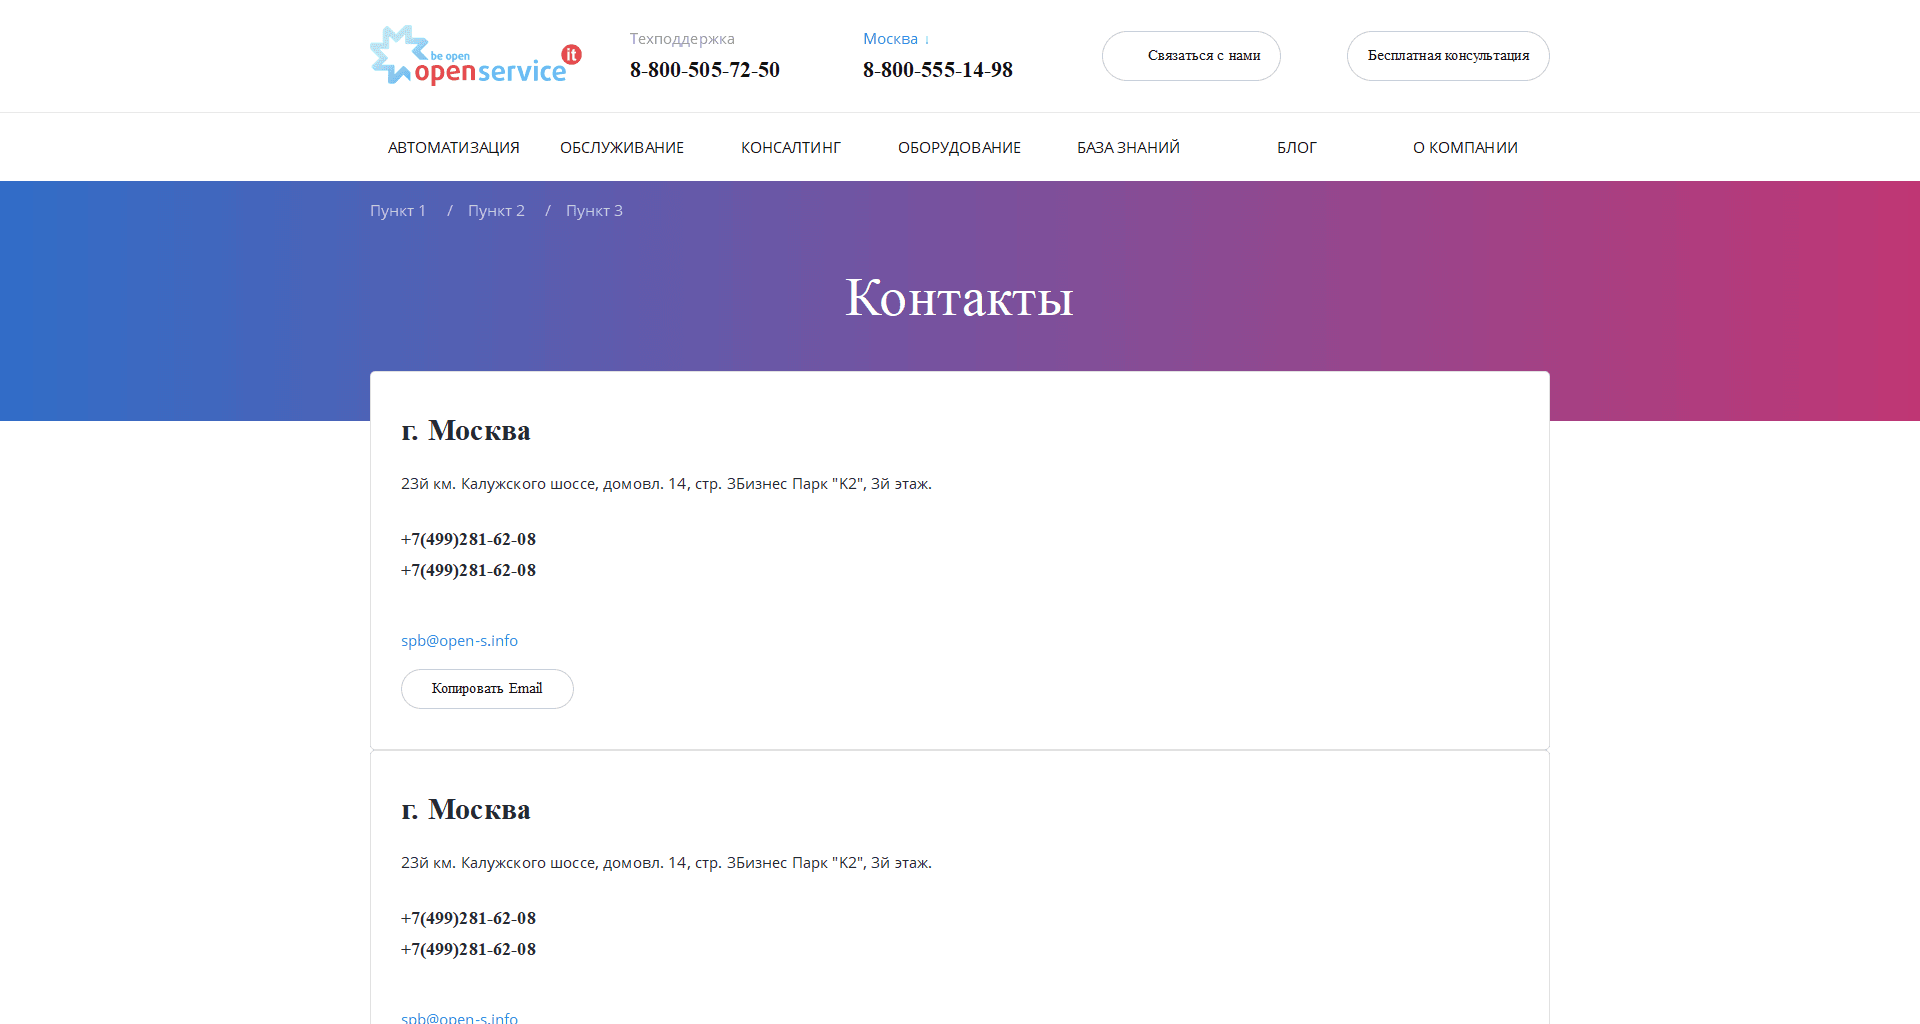 be open
openservice it
Техподдержка
8-800-505-72-50
Москва ↓
8-800-555-14-98
Связаться с нами
Бесплатная консультация
АВТОМАТИЗАЦИЯ ОБСЛУЖИВАНИЕ КОНСАЛТИНГ ОБОРУДОВАНИЕ БАЗА ЗНАНИЙ БЛОГ О КОМПАНИИ
Пункт 1 / Пункт 2 / Пункт 3
Контакты
г. Москва
23й км. Калужского шоссе, домовл. 14, стр. 3Бизнес Парк "K2", 3й этаж.
+7(499)281-62-08
+7(499)281-62-08
spb@open-s.info
Копировать Email
г. Москва
23й км. Калужского шоссе, домовл. 14, стр. 3Бизнес Парк "K2", 3й этаж.
+7(499)281-62-08
+7(499)281-62-08
spb@open-s.info